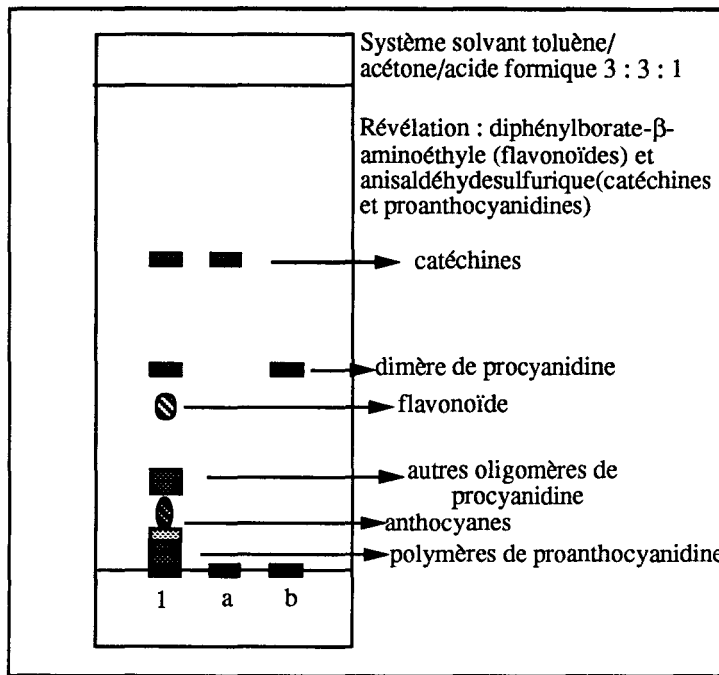 Système solvant toluène/
acétone/acide formique 3 : 3 : 1
Révélation : diphénylborate-β-
aminoéthyle (flavonoïdes) et
anisaldéhydesulfurique(catéchines
et proanthocyanidines)
catéchines
dimère de procyanidine
flavonoïde
autres oligomères de
procyanidine
anthocyanes
polymères de proanthocyanidine
1 a b